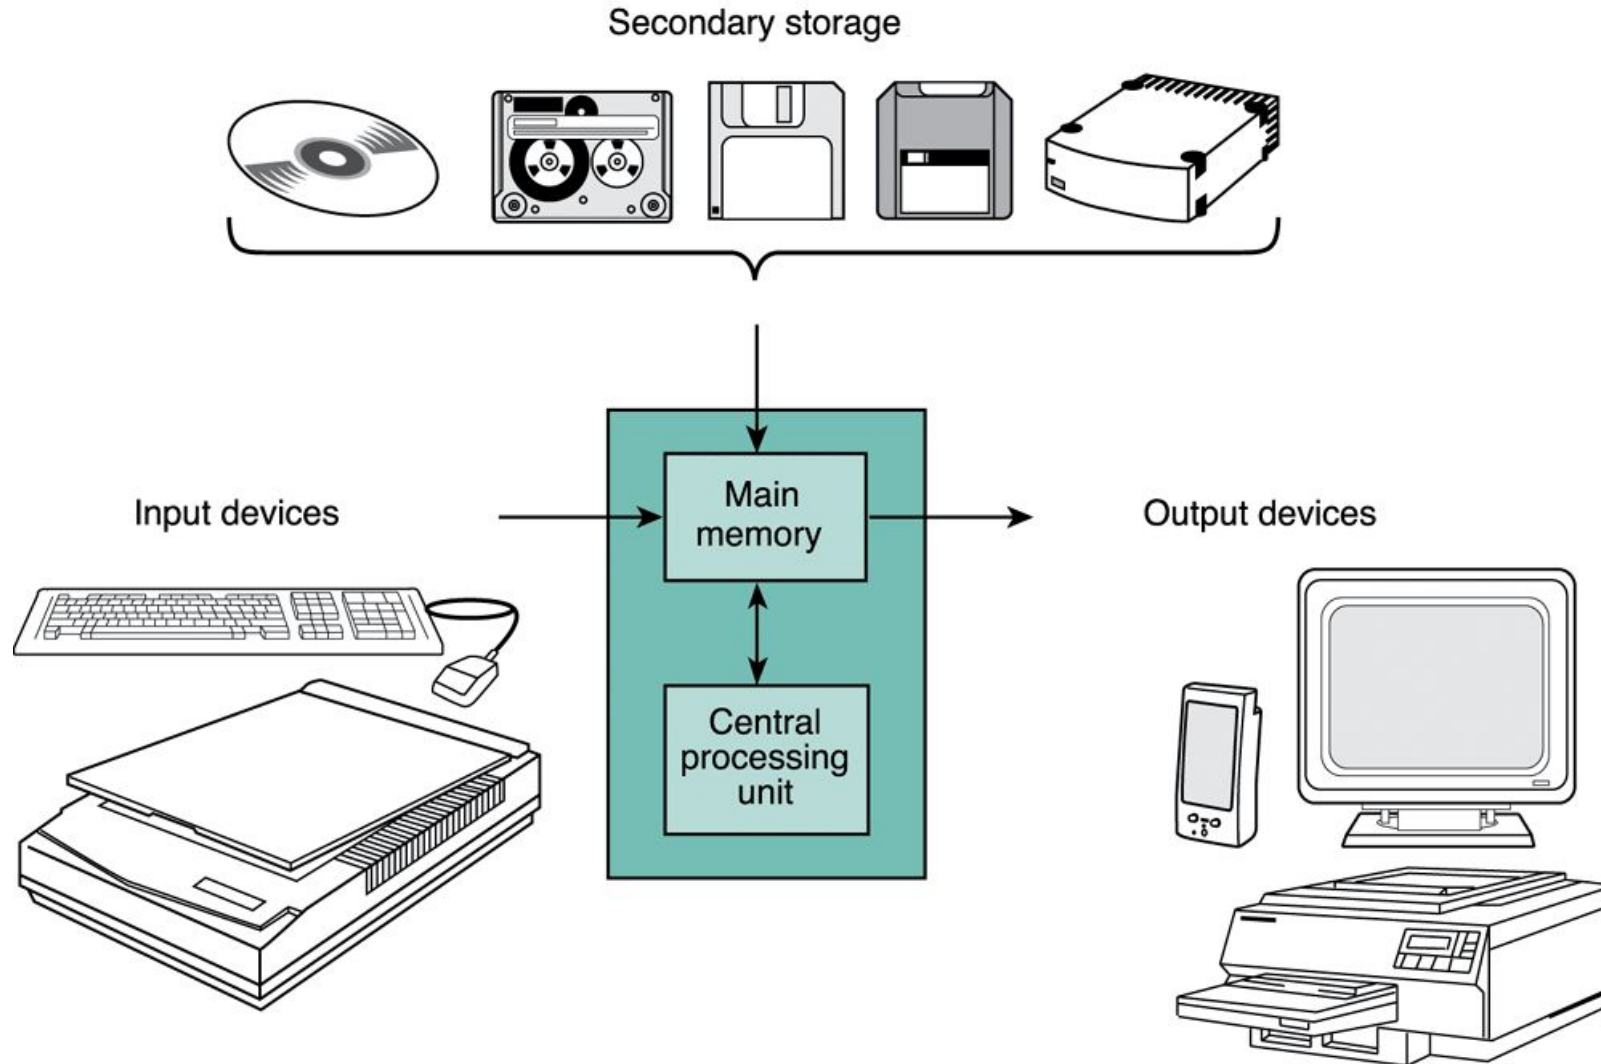 Secondary storage
Input devices
Main
memory
Output devices
Central
processing
unit